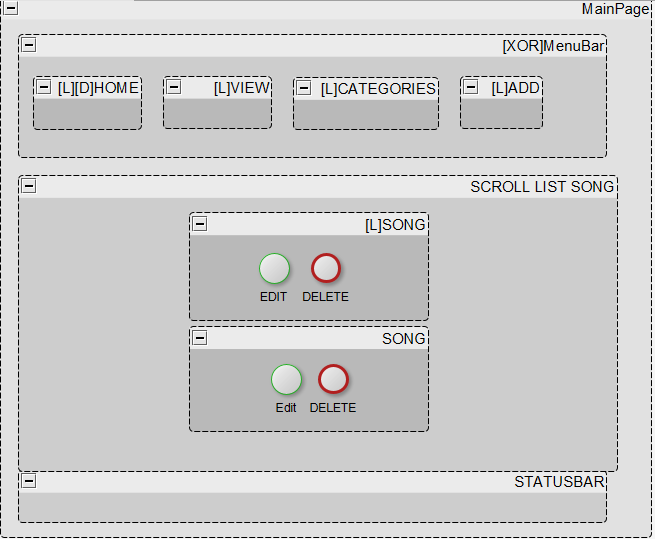 MainPage
[XOR]MenuBar
[L][D]HOME
[L]VIEW
[L]CATEGORIES
[L]ADD
SCROLL LIST SONG
[L]SONG
EDIT DELETE
SONG
Edit DELETE
STATUSBAR